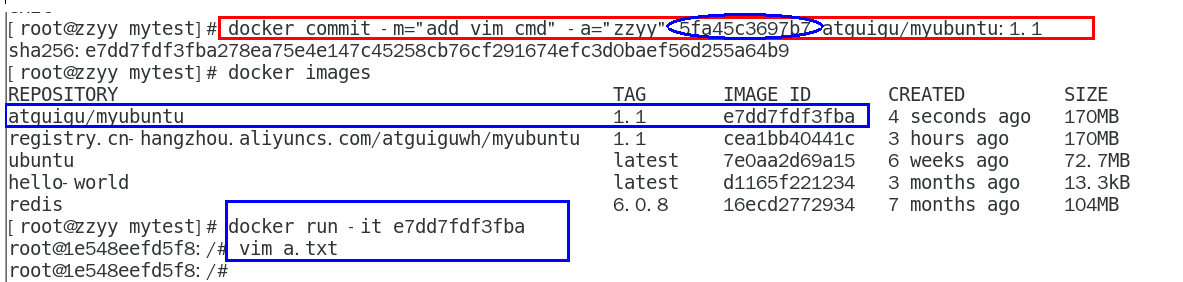 [root@zzyy mytest]# docker commit -m="add vim cmd" -a="zzyy" 5fa45c3697b7 atguigu/myubuntu:1.1
sha256:e7dd7fdf3fba278ea75e4e147c45258cb76cf291674efc3d0baef56d255a64b9
[root@zzyy mytest]# docker images
REPOSITORY TAG IMAGE ID CREATED SIZE
atguigu/myubuntu 1.1 e7dd7fdf3fba 4 seconds ago 170MB
registry.cn-hangzhou.aliyuncs.com/atguiguwh/myubuntu 1.1 cea1bb40441c 3 hours ago 170MB
ubuntu latest 7e0aa2d69a15 6 weeks ago 72.7MB
hello-world latest d1165f221234 3 months ago 13.3kB
redis 6.0.8 16ecd2772934 7 months ago 104MB
[root@zzyy mytest]# docker run -it e7dd7fdf3fba
root@1e548eefd5f8:/# vim a.txt
root@1e548eefd5f8:/#